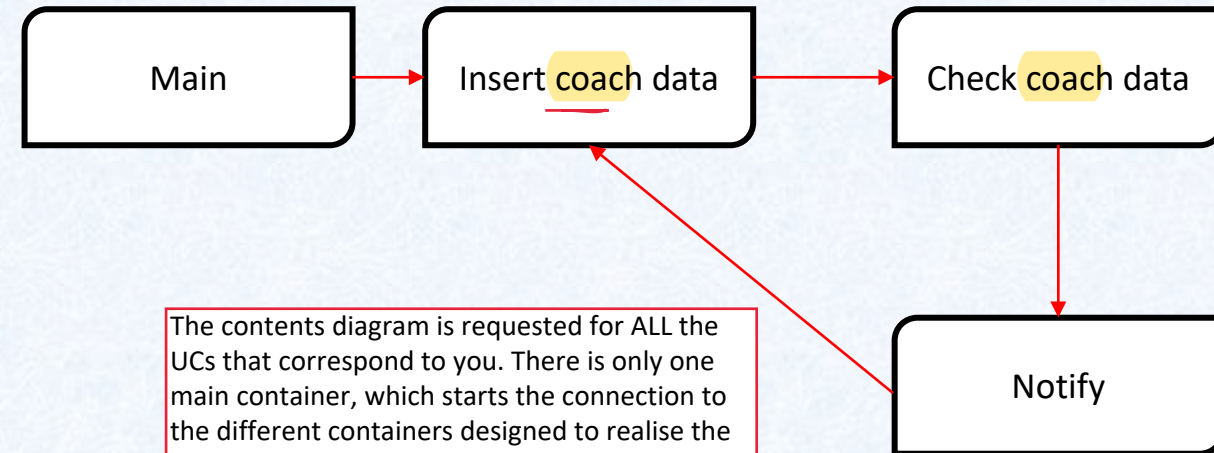 Main
Insert coach data
Check coach data
The contents diagram is requested for ALL the
UCs that correspond to you. There is only one
main container, which starts the connection to
the different containers designed to realise the
Notify